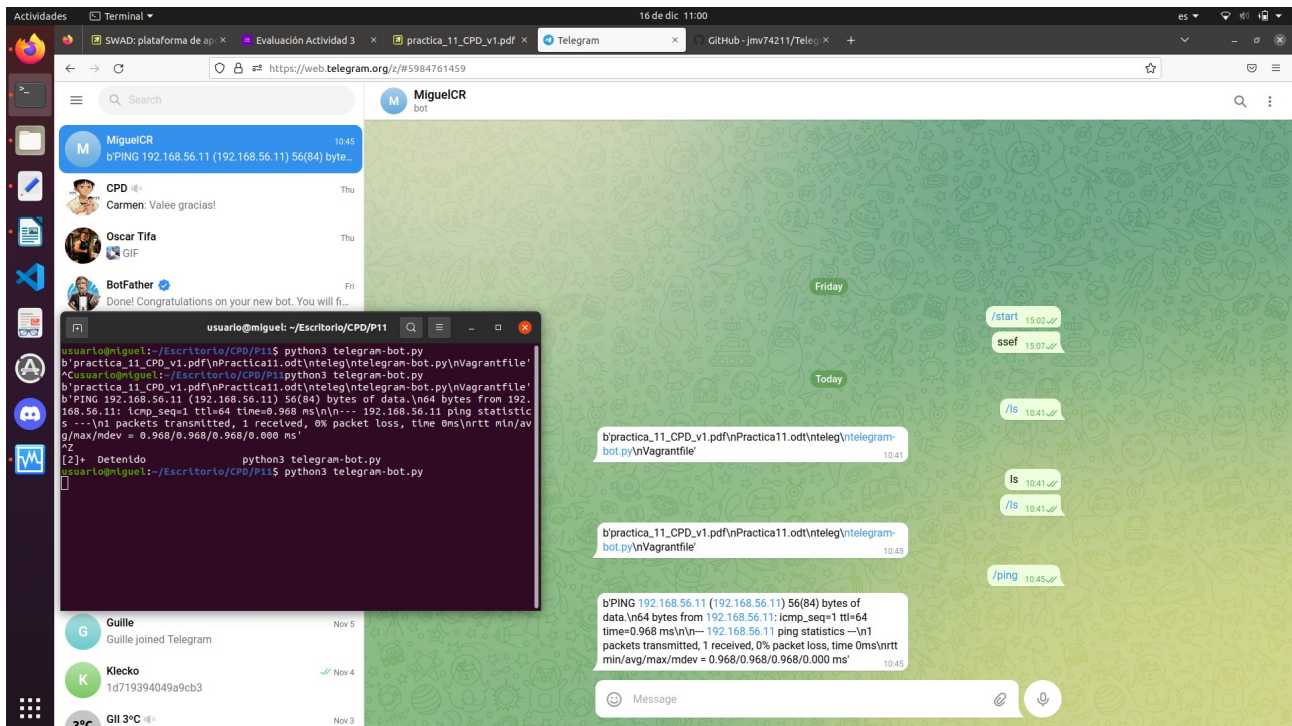 Actividades
Terminal
16 de dic 11:00
es
SWAD: plataforma de ap
Evaluación Actividad 3
practica_11_CPD_v1.pdf
Telegram
GitHub - jmv74211/Teleg
https://web.telegram.org/z/#5984761459
Search
M
MiguelCR
bot
M
MiguelCR
10:45
b'PING 192.168.56.11 (192.168.56.11) 56(84) byte...
CPD
Thu
Carmen: Valee gracias!
Oscar Tifa
Thu
GIF
BotFather
Fri
Done! Congratulations on your new bot. You will fi...
usuario@miguel: ~/Escritorio/CPD/P11
usuario@miguel:~/Escritorio/CPD/P11$ python3 telegram-bot.py
b'practica_11_CPD_v1.pdf\nPractica11.odt\nteleg\ntelegram-bot.py\nVagrantfile'
^Cusuario@miguel:~/Escritorio/CPD/P11python3 telegram-bot.py
b'practica_11_CPD_v1.pdf\nPractica11.odt\nteleg\ntelegram-bot.py\nVagrantfile'
b'PING 192.168.56.11 (192.168.56.11) 56(84) bytes of data.\n64 bytes from 192.
168.56.11: icmp_seq=1 ttl=64 time=0.968 ms\n\n--- 192.168.56.11 ping statistic
s ---\n1 packets transmitted, 1 received, 0% packet loss, time 0ms\nrtt min/av
g/max/mdev = 0.968/0.968/0.968/0.000 ms'
^Z
[2]+ Detenido python3 telegram-bot.py
usuario@miguel:~/Escritorio/CPD/P11$ python3 telegram-bot.py
G
Guille
Nov 5
Guille joined Telegram
K
Klecko
Nov 4
1d719394049a9cb3
3ºC
GII 3ºC
Nov 3
Friday
/start 15:02
ssef 15:07
Today
/ls 10:41
b'practica_11_CPD_v1.pdf\nPractica11.odt\nteleg\ntelegram-
bot.py\nVagrantfile'
10:41
ls 10:41
/ls 10:41
b'practica_11_CPD_v1.pdf\nPractica11.odt\nteleg\ntelegram-
bot.py\nVagrantfile'
10:45
/ping 10:45
b'PING 192.168.56.11 (192.168.56.11) 56(84) bytes of
data.\n64 bytes from 192.168.56.11: icmp_seq=1 ttl=64
time=0.968 ms\n\n--- 192.168.56.11 ping statistics ---\n1
packets transmitted, 1 received, 0% packet loss, time 0ms\nrtt
min/avg/max/mdev = 0.968/0.968/0.968/0.000 ms'
10:45
Message